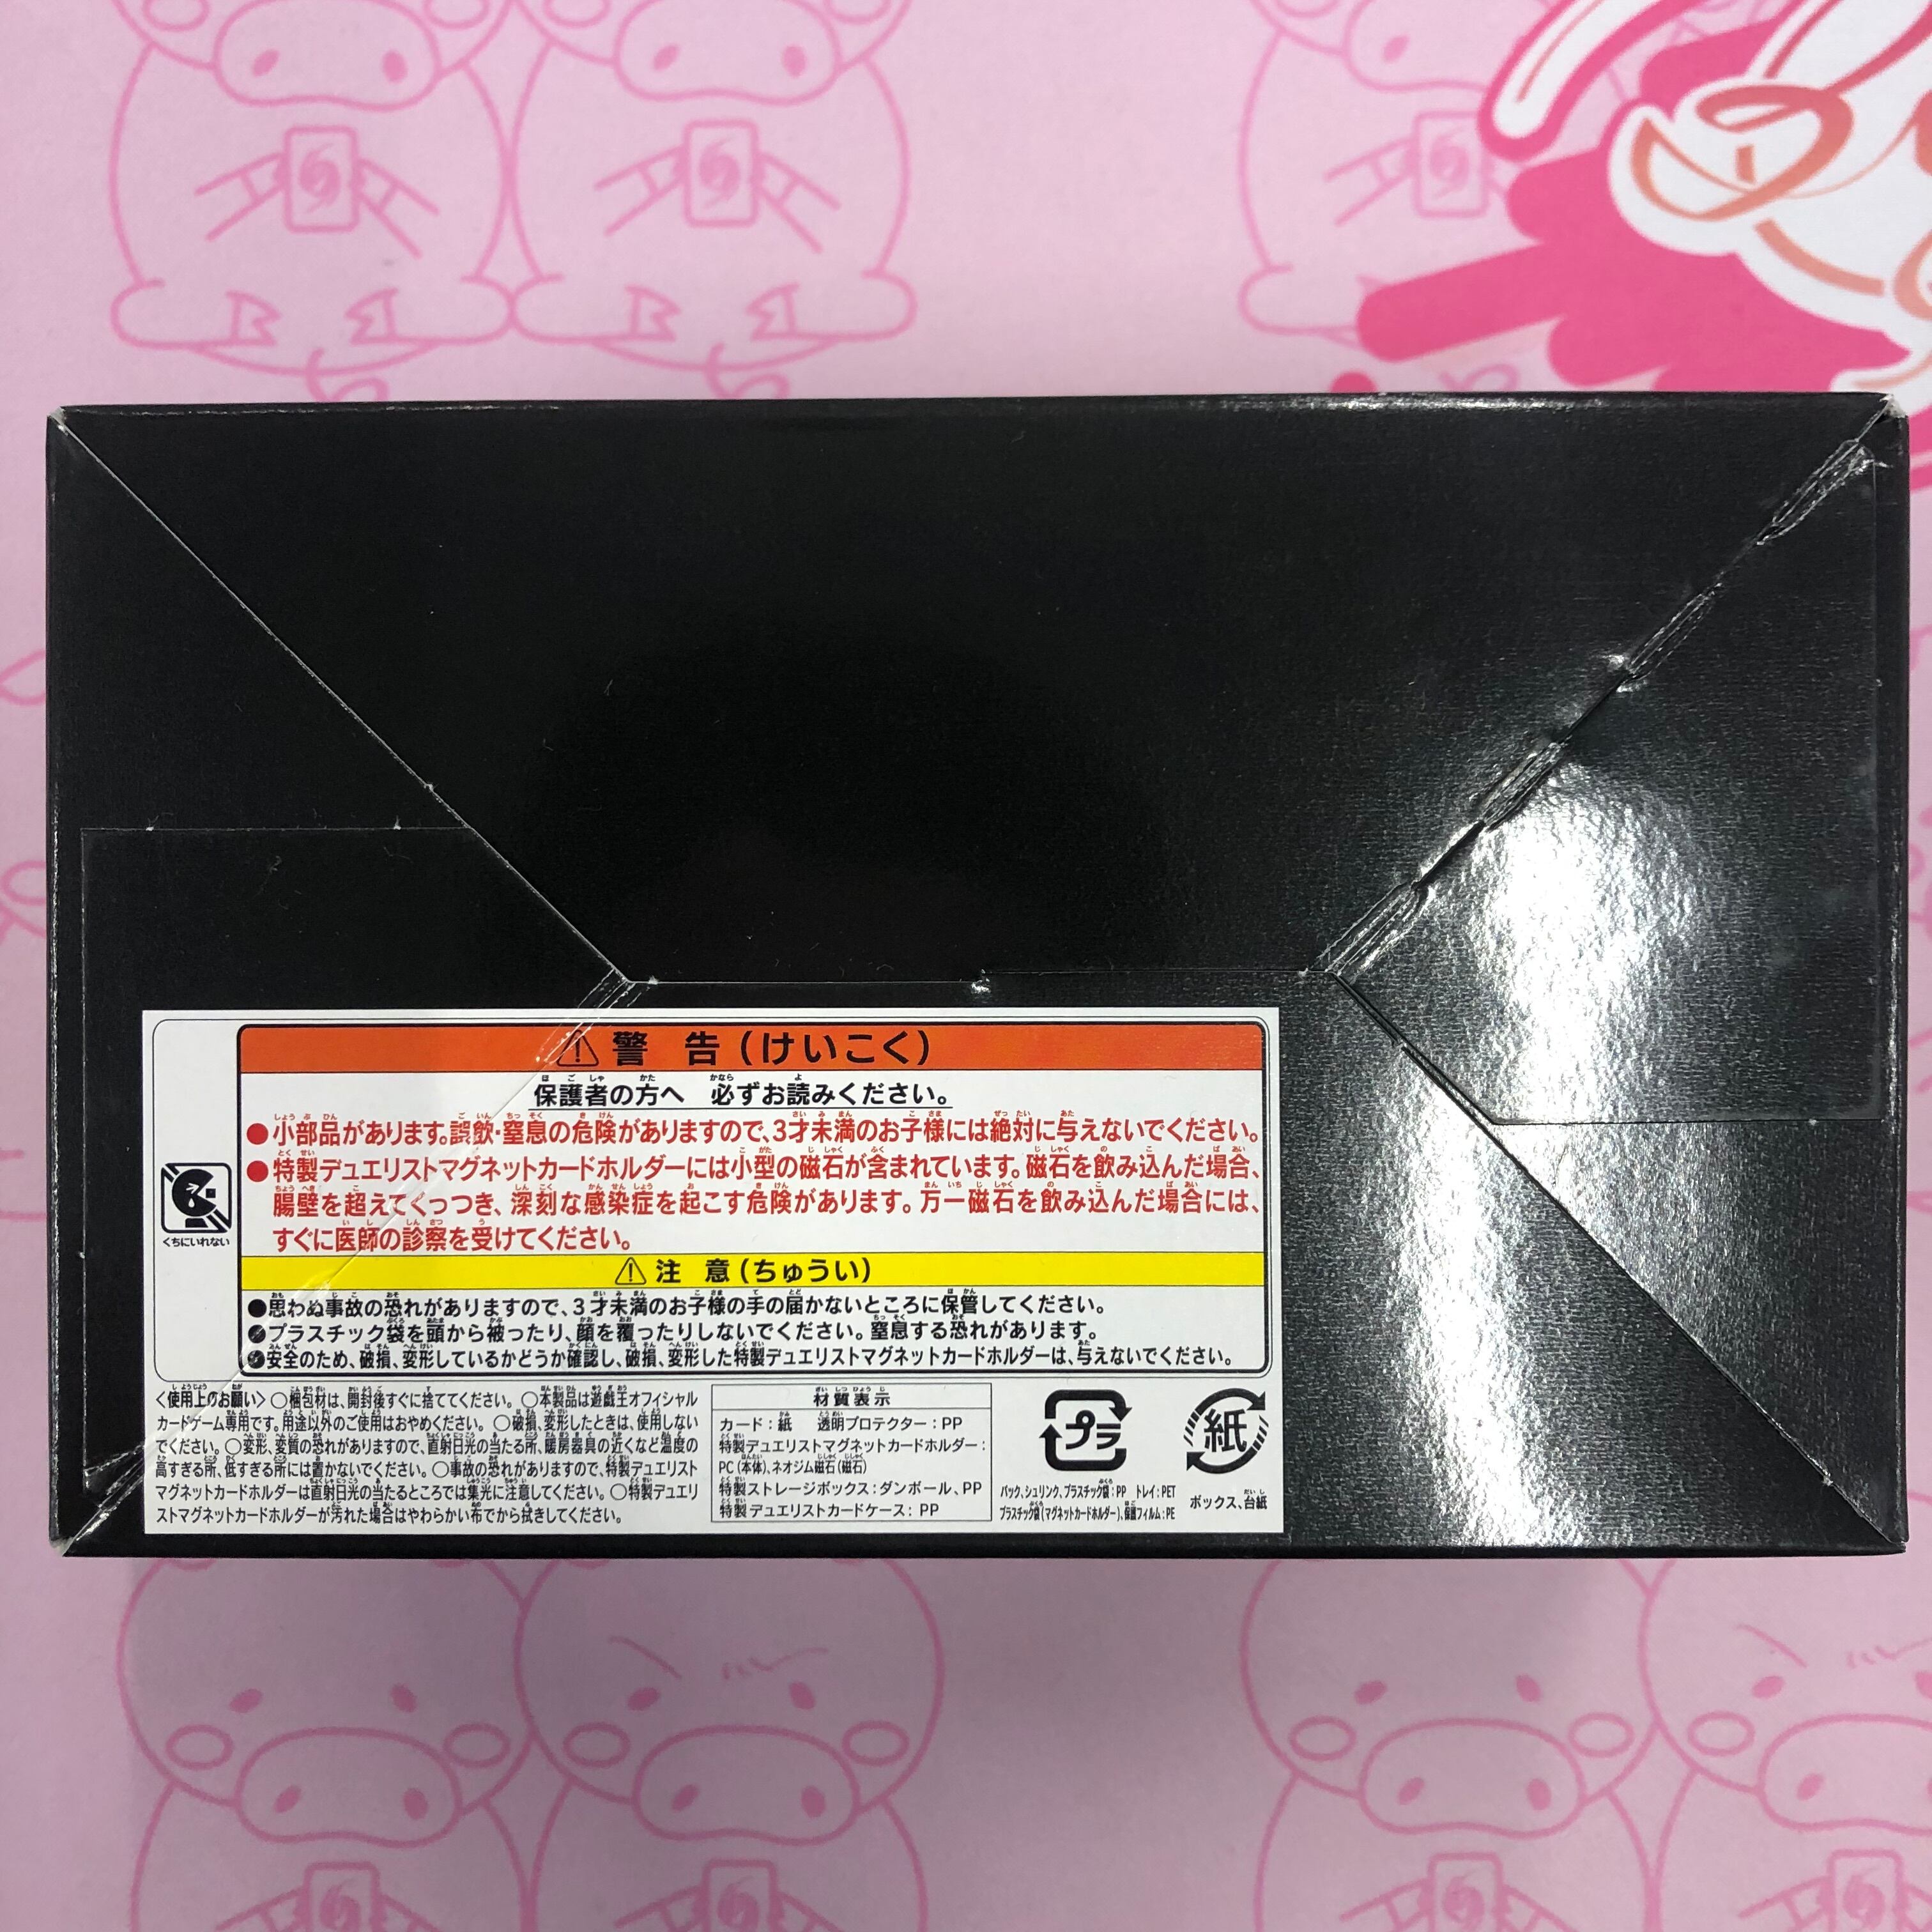 警 告(けいこく)
保護者の方へ 必ずお読みください。
●小部品があります。誤飲・窒息の危険がありますので、3才未満のお子様には絶対に与えないでください。
●特製デュエリストマグネットカードホルダーには小型の磁石が含まれています。磁石を飲み込んだ場合、
腸壁を超えてくっつき、深刻な感染症を起こす危険があります。万一磁石を飲み込んだ場合には、
すぐに医師の診察を受けてください。
くちにいれない
注 意(ちゅうい)
●思わぬ事故の恐れがありますので、3才未満のお子様の手の届かないところに保管してください。
●プラスチック袋を頭から被ったり、顔を覆ったりしないでください。窒息する恐れがあります。
●安全のため、破損、変形しているかどうか確認し、破損、変形した特製デュエリストマグネットカードホルダーは、与えないでください。
〈使用上のお願い〉○梱包材は、開封後すぐに捨ててください。○本製品は遊戯王オフィシャル
カードゲーム専用です。用途以外のご使用はおやめください。○破損、変形したときは、使用しない
でください。○変形、変質の恐れがありますので、直射日光の当たる所、暖房器具の近くなど温度の
高すぎる所、低すぎる所には置かないでください。○事故の恐れがありますので、特製デュエリスト
マグネットカードホルダーは直射日光の当たるところでは集光に注意してください。○特製デュエリ
ストマグネットカードホルダーが汚れた場合はやわらかい布でから拭きしてください。
材質表示
カード:紙 透明プロテクター:PP
特製デュエリストマグネットカードホルダー:
PC(本体)、ネオジム磁石(磁石)
特製ストレージボックス:ダンボール、PP
特製デュエリストカードケース:PP
プラ
パック、シュリンク、プラスチック袋:PP トレイ:PET
プラスチック袋(マグネットカードホルダー)、保護フィルム:PE
紙
ボックス、台紙